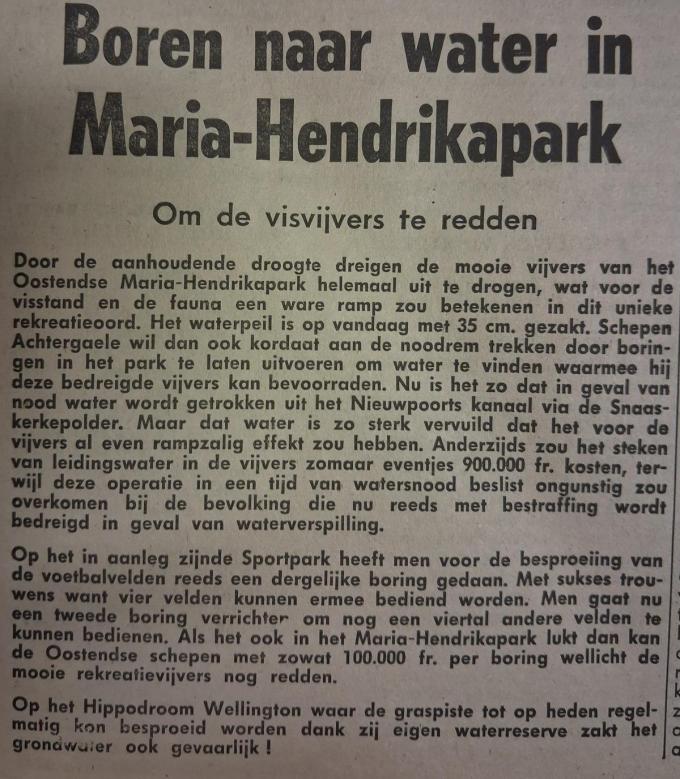 Boren naar water in
Maria-Hendrikapark
Om de visvijvers te redden
Door de aanhoudende droogte dreigen de mooie vijvers van het
Oostendse Maria-Hendrikapark helemaal uit te drogen, wat voor de
visstand en de fauna een ware ramp zou betekenen in dit unieke
rekreatieoord. Het waterpeil is op vandaag met 35 cm. gezakt. Schepen
Achtergaele wil dan ook kordaat aan de noodrem trekken door borin-
gen in het park te laten uitvoeren om water te vinden waarmee hij
deze bedreigde vijvers kan bevoorraden. Nu is het zo dat in geval van
nood water wordt getrokken uit het Nieuwpoorts kanaal via de Snaas-
kerkepolder. Maar dat water is zo sterk vervuild dat het voor de
vijvers al even rampzalig effekt zou hebben. Anderzijds zou het steken
van leidingswater in de vijvers zomaar eventjes 900.000 fr. kosten, ter-
wijl deze operatie in een tijd van watersnood beslist ongunstig zou
overkomen bij de bevolking die nu reeds met bestraffing wordt
bedreigd in geval van waterverspilling.
Op het in aanleg zijnde Sportpark heeft men voor de besproeiing van
de voetbalvelden reeds een dergelijke boring gedaan. Met sukses trou-
wens want vier velden kunnen ermee bediend worden. Men gaat nu
een tweede boring verrichten om nog een viertal andere velden te
kunnen bedienen. Als het ook in het Maria-Hendrikapark lukt dan kan
de Oostendse schepen met zowat 100.000 fr. per boring wellicht de
mooie rekreatievijvers nog redden.
Op het Hippodroom Wellington waar de graspiste tot op heden regel-
matig kon besproeid worden dank zij eigen waterreserve zakt het
grondwater ook gevaarlijk !